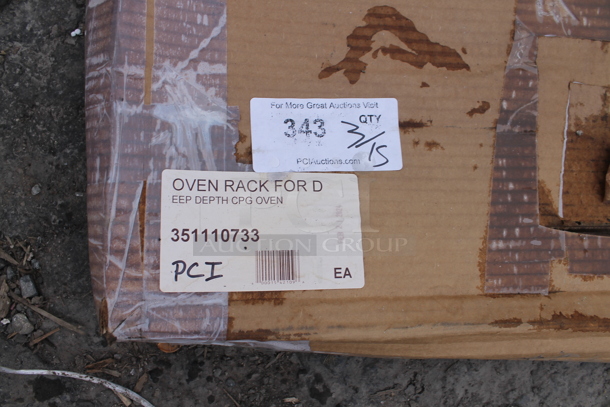 For More Great Auctions Visit
343
QTY
3/15
PCIAuctions.com
OVEN RACK FOR D
EEP DEPTH CPG OVEN
351110733
PCI
EA
AUCTION GROUP